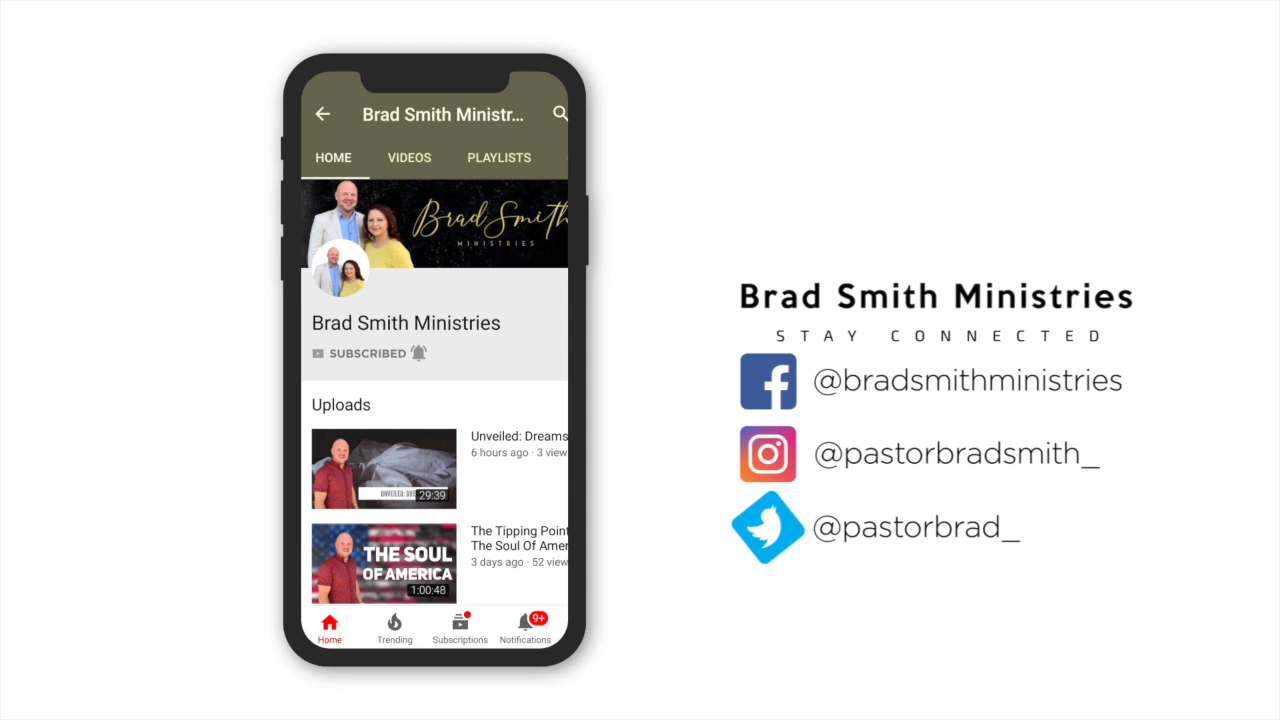 Brad Smith Ministr...
HOME VIDEOS PLAYLISTS
Brad Smith
MINISTRIES
Brad Smith Ministries
SUBSCRIBED
Uploads
Unveiled: Dreams
6 hours ago · 3 view
UNVEILED: DRE
29:39
The Tipping Point
The Soul Of Amer
3 days ago · 52 view
THE SOUL
OF AMERICA
1:00:48
9+
Home Trending Subscriptions Notifications
Brad Smith Ministries
STAY CONNECTED
@bradsmithministries
@pastorbradsmith_
@pastorbrad_